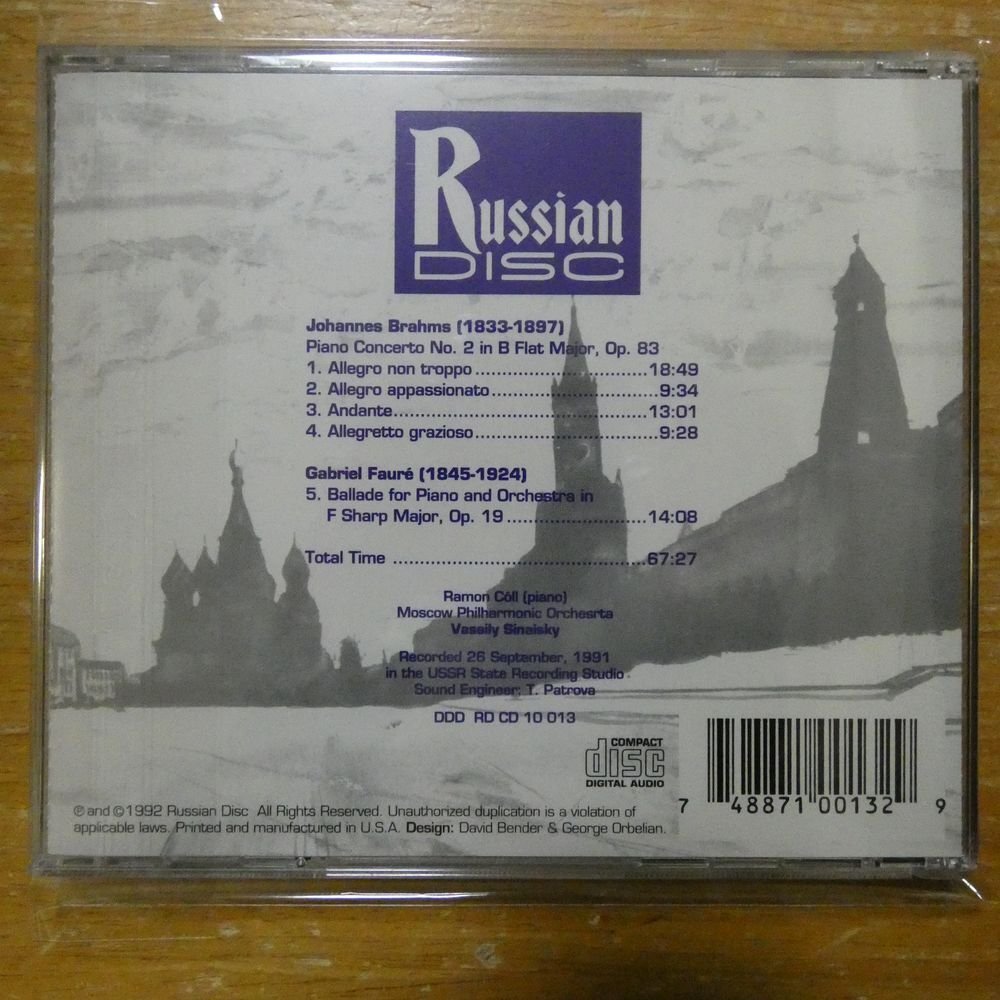 Russian
DISC
Johannes Brahms (1833-1897)
Piano Concerto No. 2 in B Flat Major, Op. 83
1. Allegro non troppo..............................18:49
2. Allegro appassionato..............................9:34
3. Andante.............................................13:01
4. Allegretto grazioso................................9:28
Gabriel Fauré (1845-1924)
5. Ballade for Piano and Orchestra in
F Sharp Major, Op. 19........................14:08
Total Time ...........................................67:27
Ramon Cóll (piano)
Moscow Philharmonic Orchesrta
Vassily Sinaisky
Recorded 26 September, 1991
in the USSR State Recording Studio
Sound Engineer: T. Patrova
DDD RD CD 10 013
COMPACT
disc
DIGITAL AUDIO
7 48871 00132 9
℗ and © 1992 Russian Disc All Rights Reserved. Unauthorized duplication is a violation of
applicable laws. Printed and manufactured in U.S.A. Design: David Bender & George Orbelian.